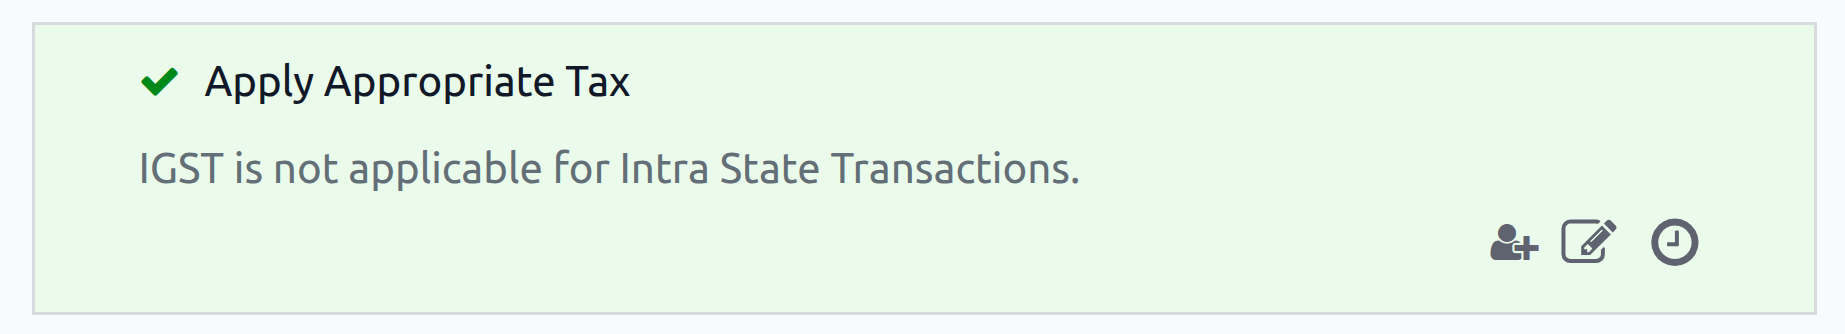 Apply Appropriate Tax
IGST is not applicable for Intra State Transactions.